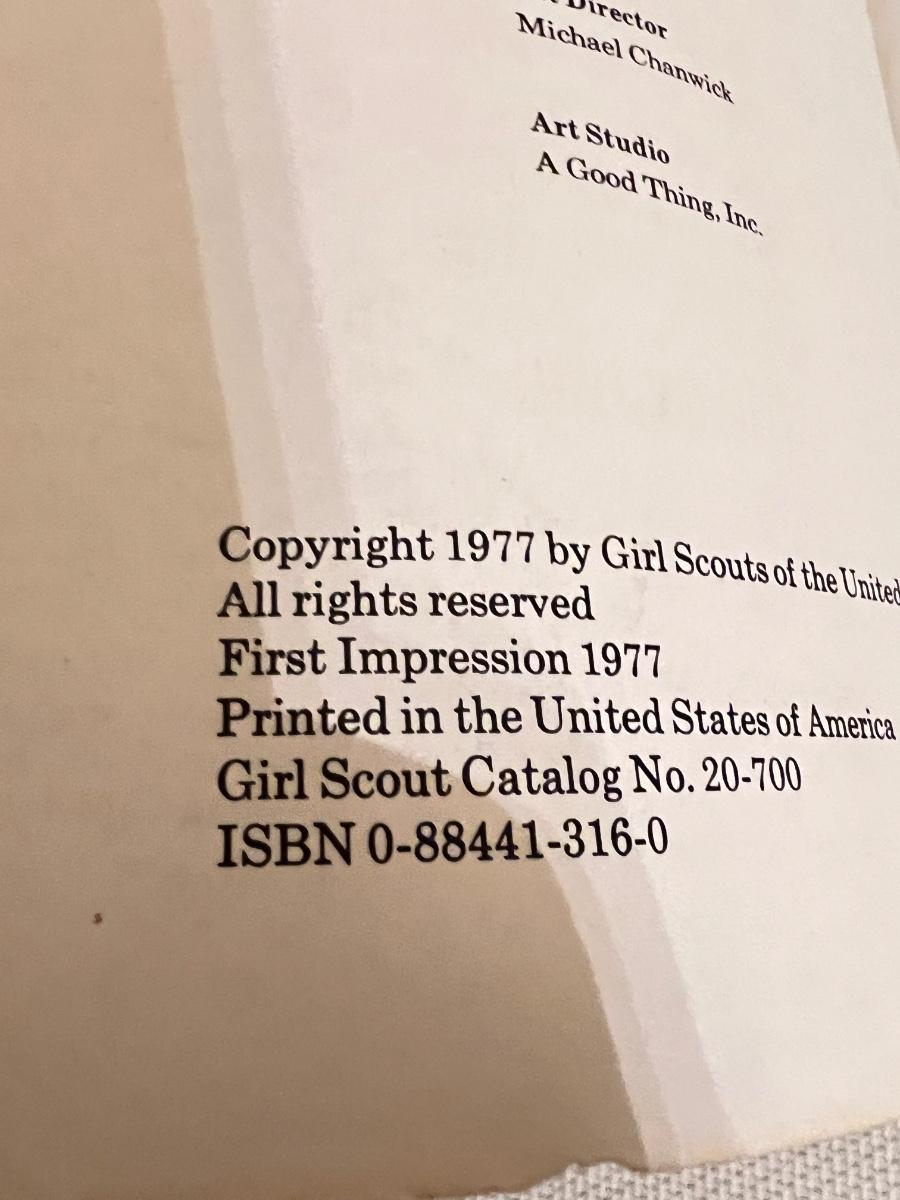 Director
Michael Chanwick
Art Studio
A Good Thing, Inc.
Copyright 1977 by Girl Scouts of the United
All rights reserved
First Impression 1977
Printed in the United States of America
Girl Scout Catalog No. 20-700
ISBN 0-88441-316-0